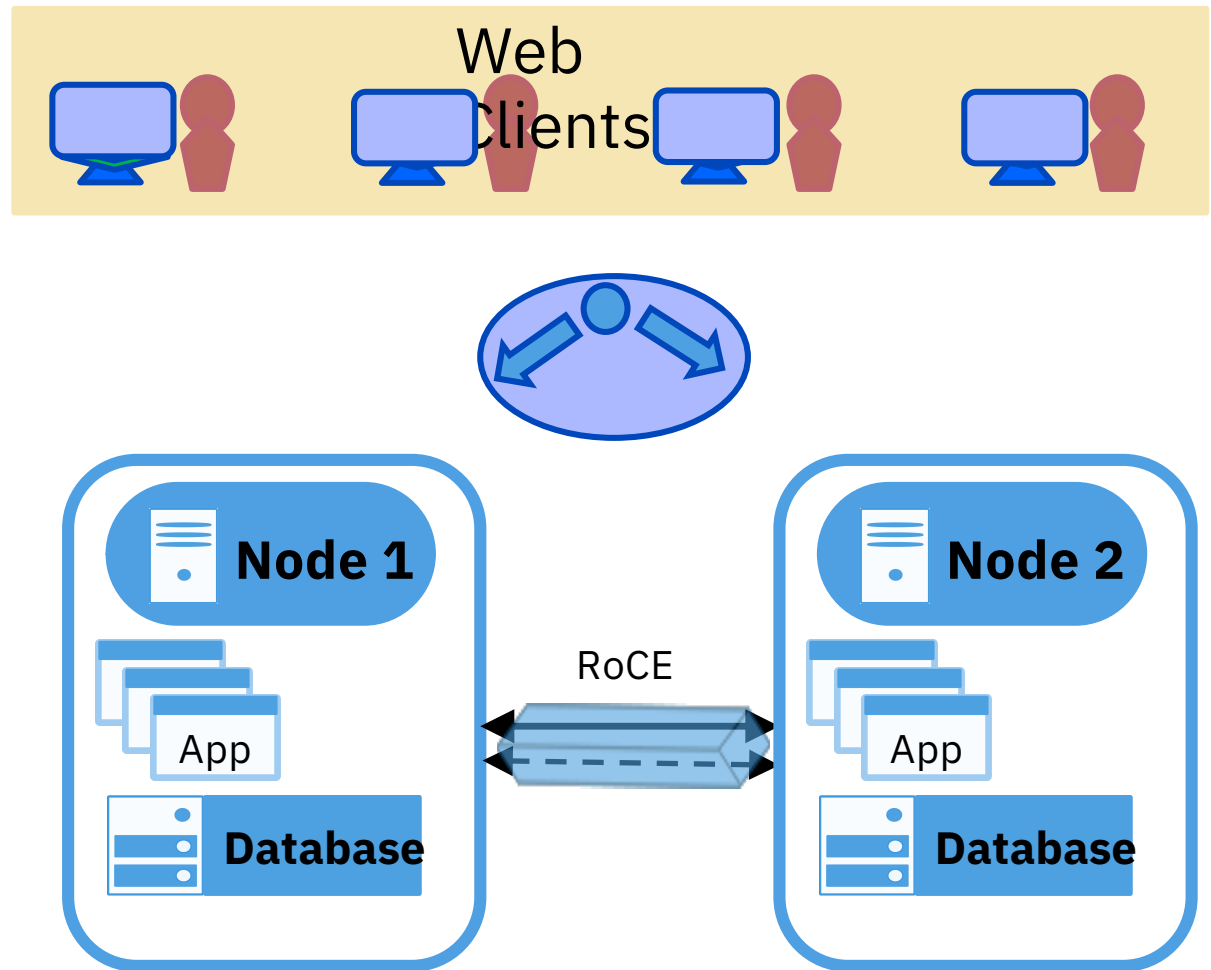 Web
Clients
Node 1
Node 2
RoCE
App
App
Database
Database